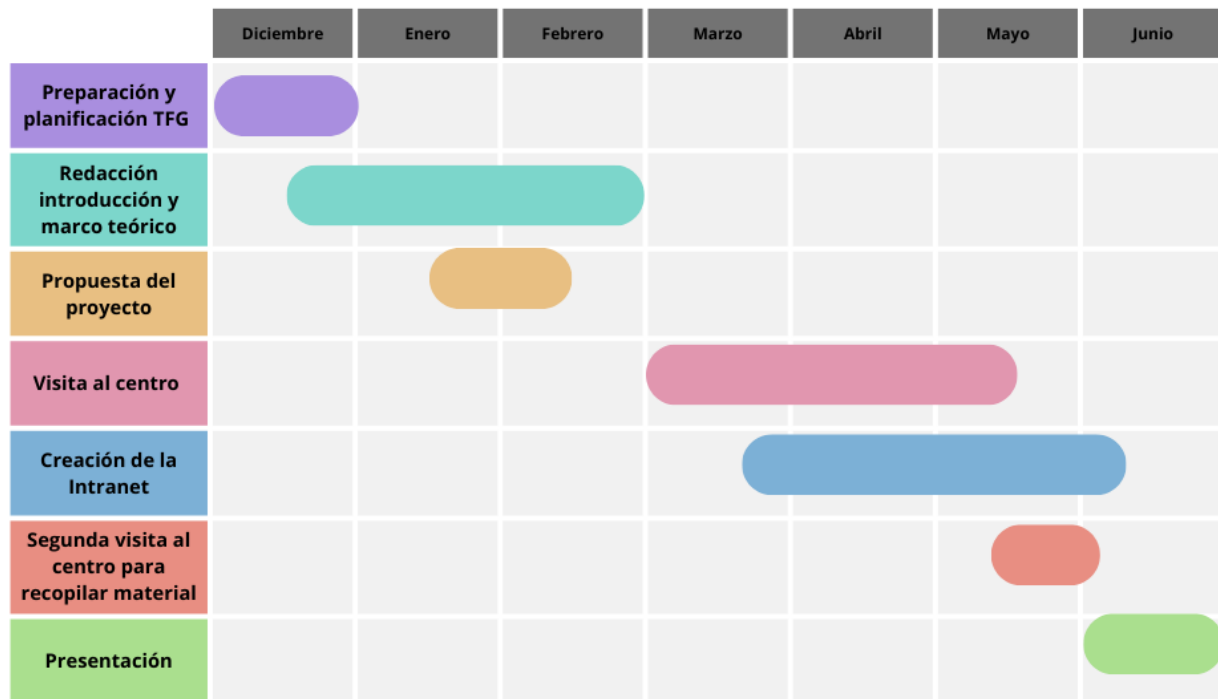 Diciembre Enero Febrero Marzo Abril Mayo Junio
Preparación y
planificación TFG
Redacción
introducción y
marco teórico
Propuesta del
proyecto
Visita al centro
Creación de la
Intranet
Segunda visita al
centro para
recopilar material
Presentación